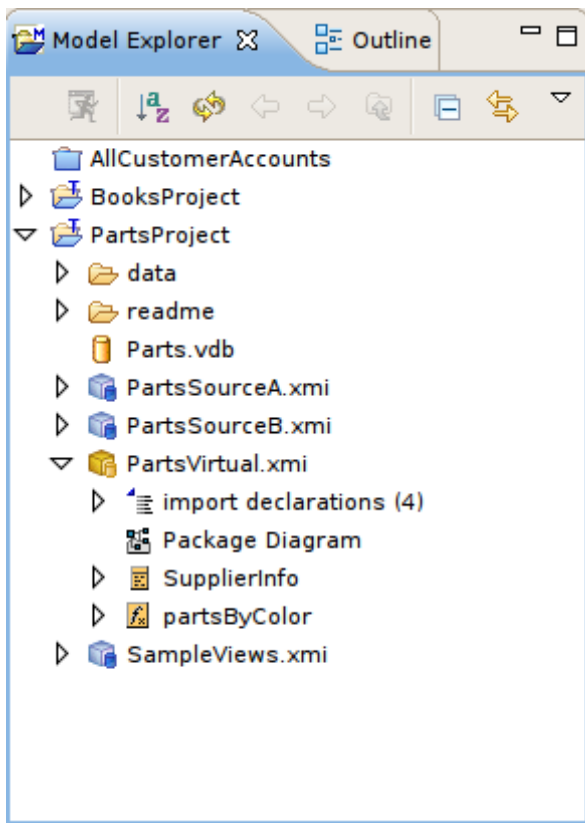 Model Explorer Outline
AllCustomerAccounts
BooksProject
PartsProject
data
readme
Parts.vdb
PartsSourceA.xmi
PartsSourceB.xmi
PartsVirtual.xmi
import declarations (4)
Package Diagram
SupplierInfo
partsByColor
SampleViews.xmi